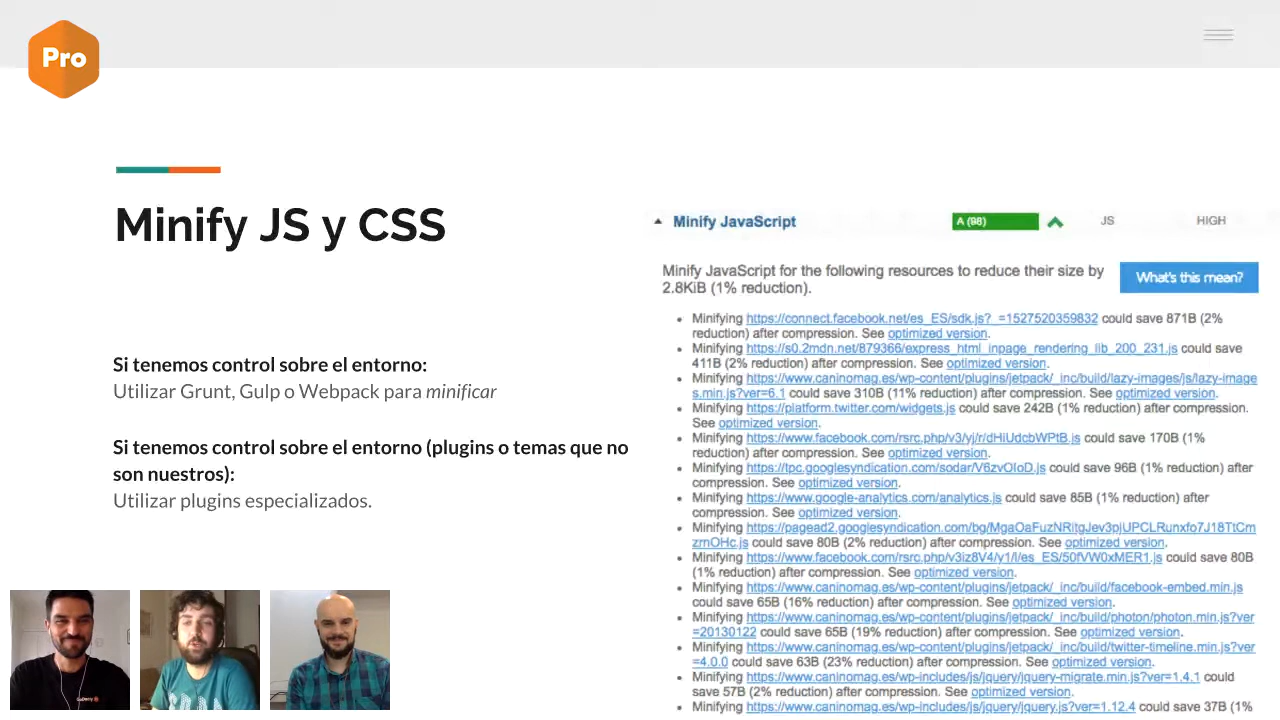 Pro
Minify JS y CSS
Si tenemos control sobre el entorno:
Utilizar Grunt, Gulp o Webpack para minificar
Si tenemos control sobre el entorno (plugins o temas que no
son nuestros):
Utilizar plugins especializados.
Minify JavaScript
A (98)
JS
HIGH
Minify JavaScript for the following resources to reduce their size by
2.8KiB (1% reduction).
What's this mean?
Minifying https://connect.facebook.net/es_ES/sdk.js?_=1527520359832 could save 871B (2%
reduction) after compression. See optimized version.
Minifying https://s0.2mdn.net/879366/express_html_inpage_rendering_lib_200_231.js could save
411B (2% reduction) after compression. See optimized version.
Minifying https://www.caninomag.es/wp-content/plugins/jetpack/_inc/build/lazy-images/js/lazy-image
s.min.js?ver=6.1 could save 310B (11% reduction) after compression. See optimized version.
Minifying https://platform.twitter.com/widgets.js could save 242B (1% reduction) after compression.
See optimized version.
Minifying https://www.facebook.com/rsrc.php/v3/yj/r/dHiUdcbWPtB.js could save 170B (1%
reduction) after compression. See optimized version.
Minifying https://tpc.googlesyndication.com/sodar/V6zvOIoD.js could save 96B (1% reduction) after
compression. See optimized version.
Minifying https://www.google-analytics.com/analytics.js could save 85B (1% reduction) after
compression. See optimized version.
Minifying https://pagead2.googlesyndication.com/bg/MgaOaFuzNRitgJev3pjUPCLRunxfo7J18TtCm
zrnOHc.js could save 80B (2% reduction) after compression. See optimized version.
Minifying https://www.facebook.com/rsrc.php/v3iz8V4/y1/l/es_ES/50fVW0xMER1.js could save 80B
(1% reduction) after compression. See optimized version.
Minifying https://www.caninomag.es/wp-content/plugins/jetpack/_inc/build/facebook-embed.min.js
could save 65B (16% reduction) after compression. See optimized version.
Minifying https://www.caninomag.es/wp-content/plugins/jetpack/_inc/build/photon/photon.min.js?ver
=20130122 could save 65B (19% reduction) after compression. See optimized version.
Minifying https://www.caninomag.es/wp-content/plugins/jetpack/_inc/build/twitter-timeline.min.js?ver
=4.0.0 could save 63B (23% reduction) after compression. See optimized version.
Minifying https://www.caninomag.es/wp-includes/js/jquery/jquery-migrate.min.js?ver=1.4.1 could
save 57B (2% reduction) after compression. See optimized version.
Minifying https://www.caninomag.es/wp-includes/js/jquery/jquery.js?ver=1.12.4 could save 37B (1%